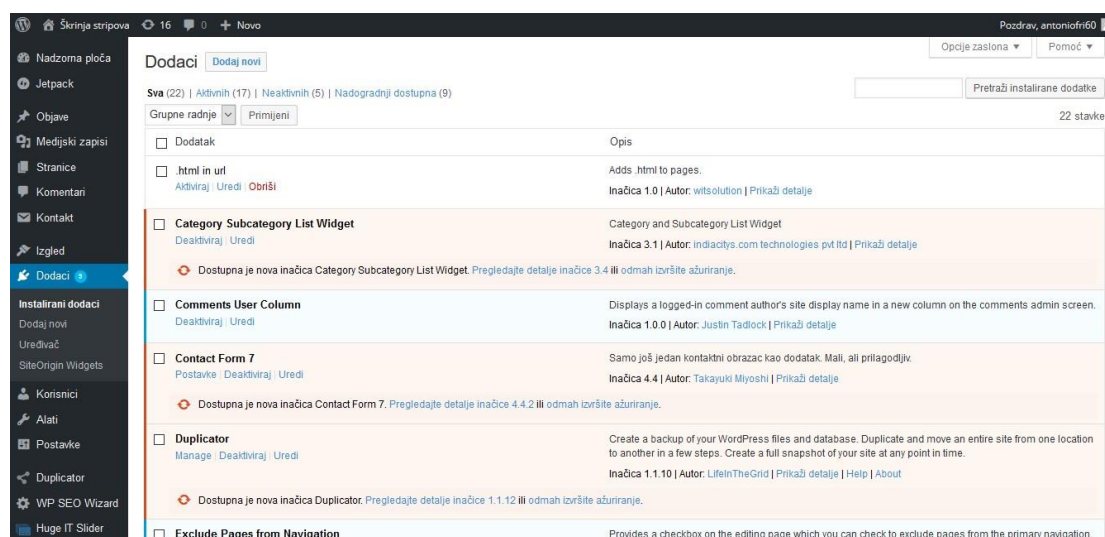 Škrinja stripova 16 0 + Novo Pozdrav, antoniofri60
Opcije zaslona ▼ Pomoć ▼
Nadzorna ploča
Jetpack
Objave
Medijski zapisi
Stranice
Komentari
Kontakt
Izgled
Dodaci 9
Instalirani dodaci
Dodaj novi
Uređivač
SiteOrigin Widgets
Korisnici
Alati
Postavke
Duplicator
WP SEO Wizard
Huge IT Slider
Dodaci Dodaj novi
Sva (22) | Aktivnih (17) | Neaktivnih (5) | Nadogradnji dostupna (9)
Pretraži instalirane dodatke
Grupne radnje Primijeni
22 stavke
Dodatak Opis
.html in url
Aktiviraj | Uredi | Obriši
Adds .html to pages.
Inačica 1.0 | Autor: witsolution | Prikaži detalje
Category Subcategory List Widget
Deaktiviraj | Uredi
Category and Subcategory List Widget
Inačica 3.1 | Autor: indiacitys.com technologies pvt ltd | Prikaži detalje
Dostupna je nova inačica Category Subcategory List Widget. Pregledajte detalje inačice 3.4 ili odmah izvršite ažuriranje.
Comments User Column
Deaktiviraj | Uredi
Displays a logged-in comment author's site display name in a new column on the comments admin screen.
Inačica 1.0.0 | Autor: Justin Tadlock | Prikaži detalje
Contact Form 7
Postavke | Deaktiviraj | Uredi
Samo još jedan kontaktni obrazac kao dodatak. Mali, ali prilagodljiv.
Inačica 4.4 | Autor: Takayuki Miyoshi | Prikaži detalje
Dostupna je nova inačica Contact Form 7. Pregledajte detalje inačice 4.4.2 ili odmah izvršite ažuriranje.
Duplicator
Manage | Deaktiviraj | Uredi
Create a backup of your WordPress files and database. Duplicate and move an entire site from one location
to another in a few steps. Create a full snapshot of your site at any point in time.
Inačica 1.1.10 | Autor: LifeInTheGrid | Prikaži detalje | Help | About
Dostupna je nova inačica Duplicator. Pregledajte detalje inačice 1.1.12 ili odmah izvršite ažuriranje.
Exclude Pages from Navigation
Provides a checkbox on the editing page which you can check to exclude pages from the primary navigation.